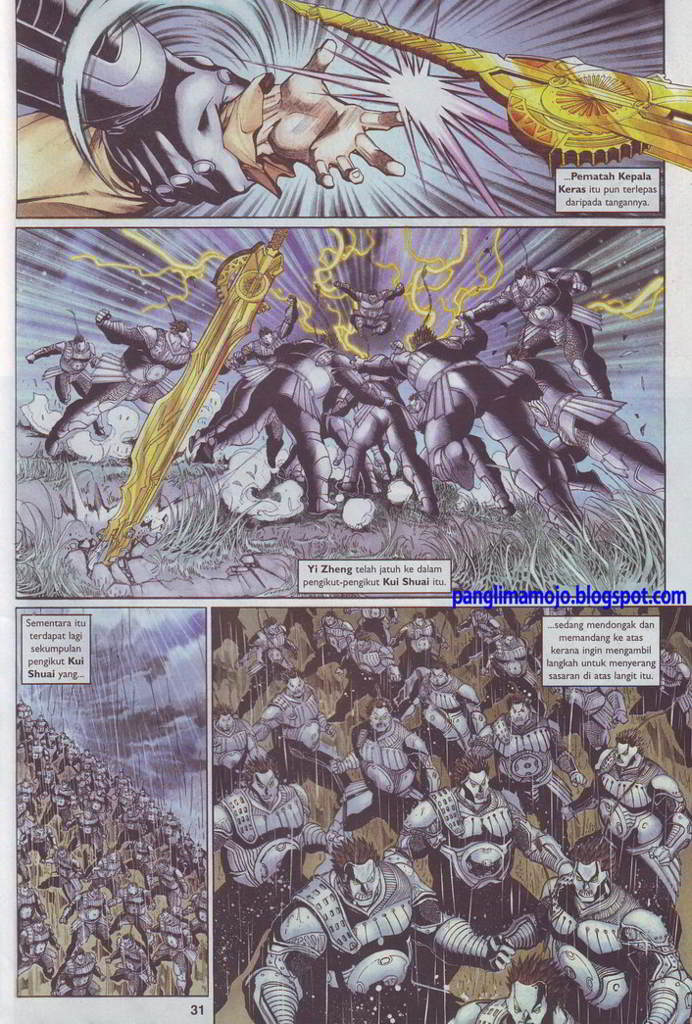 ...Pematah Kepala
Keras itu pun terlepas
daripada tangannya.
Yi Zheng telah jatuh ke dalam
pengikut-pengikut Kui Shuai itu.
panglimamojo.blogspot.com
Sementara itu
terdapat lagi
sekumpulan
pengikut Kui
Shuai yang...
...sedang mendongak dan
memandang ke atas
kerana ingin mengambil
langkah untuk menyerang
sasaran di atas langit itu.
31